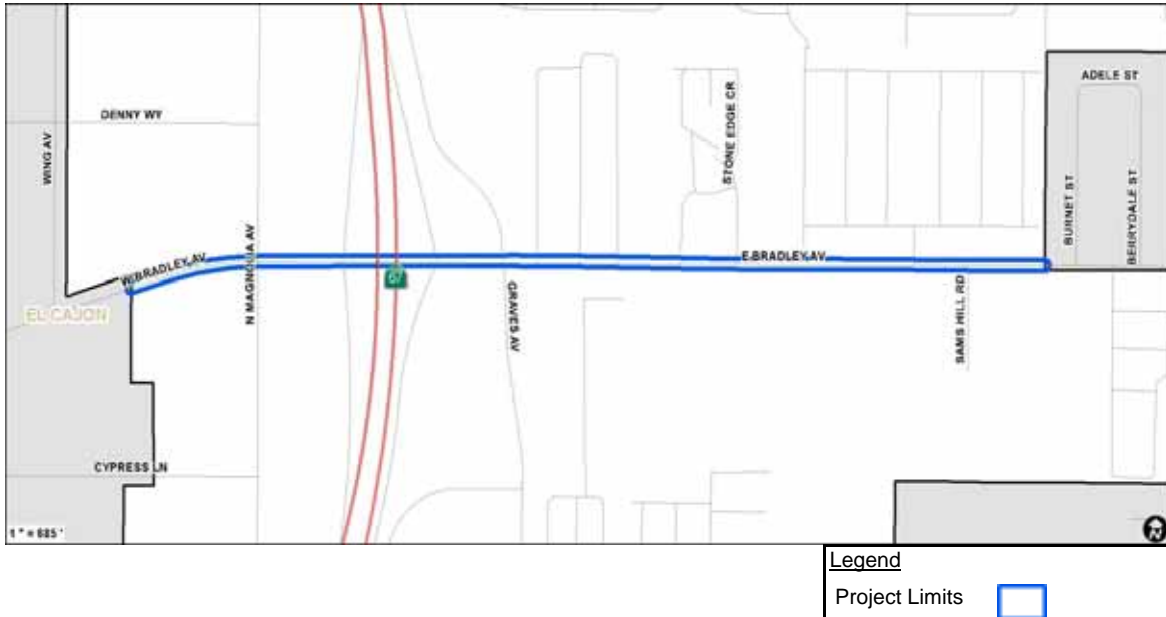 ADELE ST
DENNY WY
WING AV
STONE EDGE CR
BURNET ST
BERRYDALE ST
N MAGNOLIA AV
W BRADLEY AV
E BRADLEY AV
67
EL CAJON
GRAVES AV
SAMS HILL RD
CYPRESS LN
1" = 685'
N
Legend
Project Limits